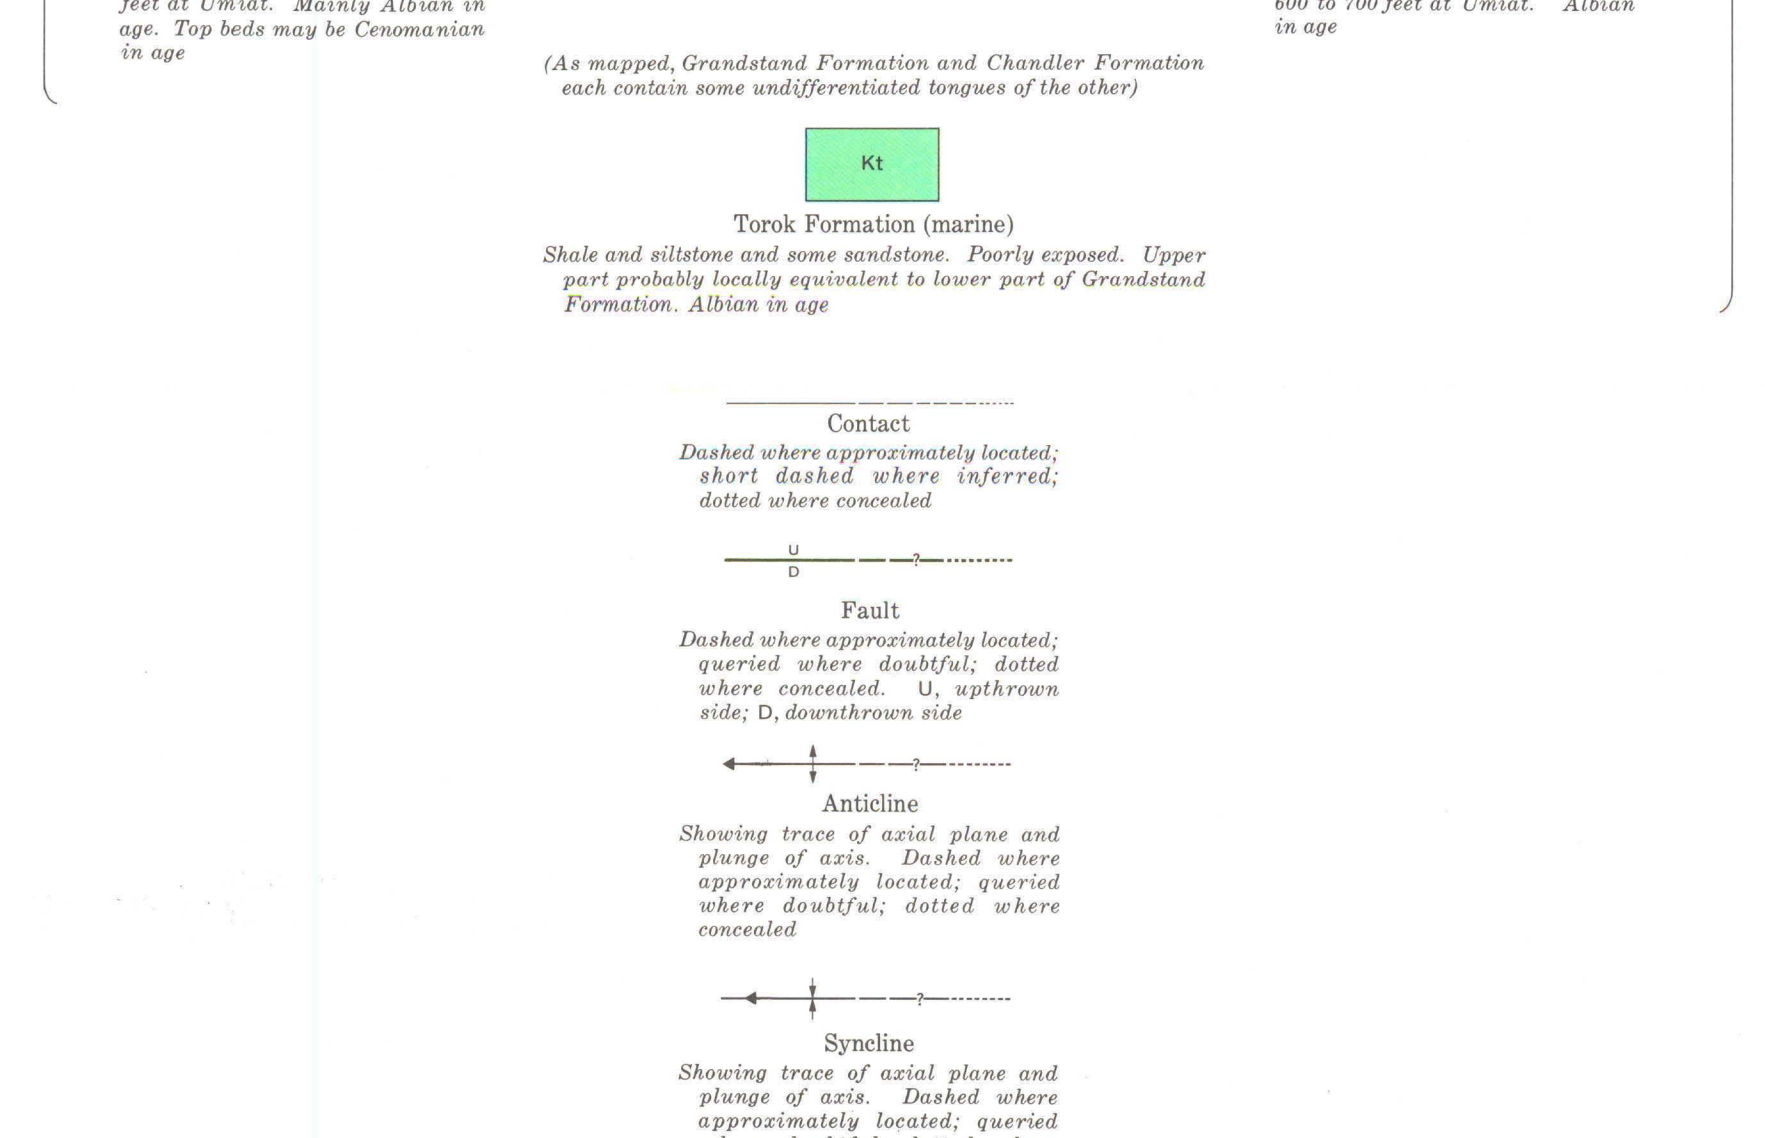 feet at Umiat. Mainly Albian in
age. Top beds may be Cenomanian
in age
600 to 700 feet at Umiat. Albian
in age
(As mapped, Grandstand Formation and Chandler Formation
each contain some undifferentiated tongues of the other)
Kt
Torok Formation (marine)
Shale and siltstone and some sandstone. Poorly exposed. Upper
part probably locally equivalent to lower part of Grandstand
Formation. Albian in age
Contact
Dashed where approximately located;
short dashed where inferred;
dotted where concealed
U
?
D
Fault
Dashed where approximately located;
queried where doubtful; dotted
where concealed. U, upthrown
side; D, downthrown side
?
Anticline
Showing trace of axial plane and
plunge of axis. Dashed where
approximately located; queried
where doubtful; dotted where
concealed
?
Syncline
Showing trace of axial plane and
plunge of axis. Dashed where
approximately located; queried